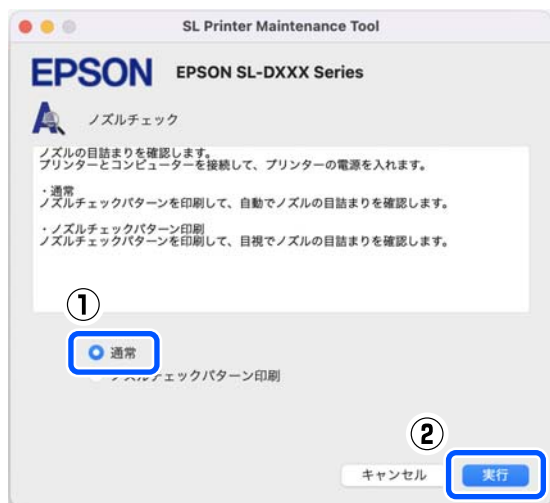 SL Printer Maintenance Tool
EPSON EPSON SL-DXXX Series
ノズルチェック
ノズルの目詰まりを確認します。
プリンターとコンピューターを接続して、プリンターの電源を入れます。
・通常
ノズルチェックパターンを印刷して、自動でノズルの目詰まりを確認します。
・ノズルチェックパターン印刷
ノズルチェックパターンを印刷して、目視でノズルの目詰まりを確認します。
①
通常
ノズルチェックパターン印刷
②
キャンセル 実行